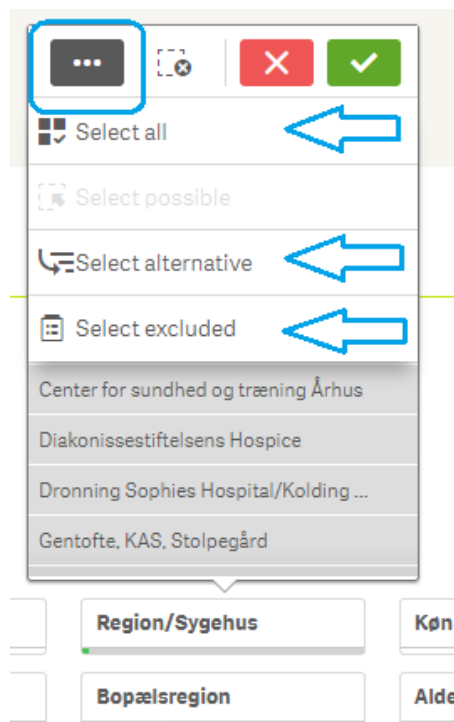 Select all
Select possible
Select alternative
Select excluded
Center for sundhed og træning Århus
Diakonissestiftelsens Hospice
Dronning Sophies Hospital/Kolding ...
Gentofte, KAS, Stolpegård
Region/Sygehus
Køn
Bopælsregion
Alde